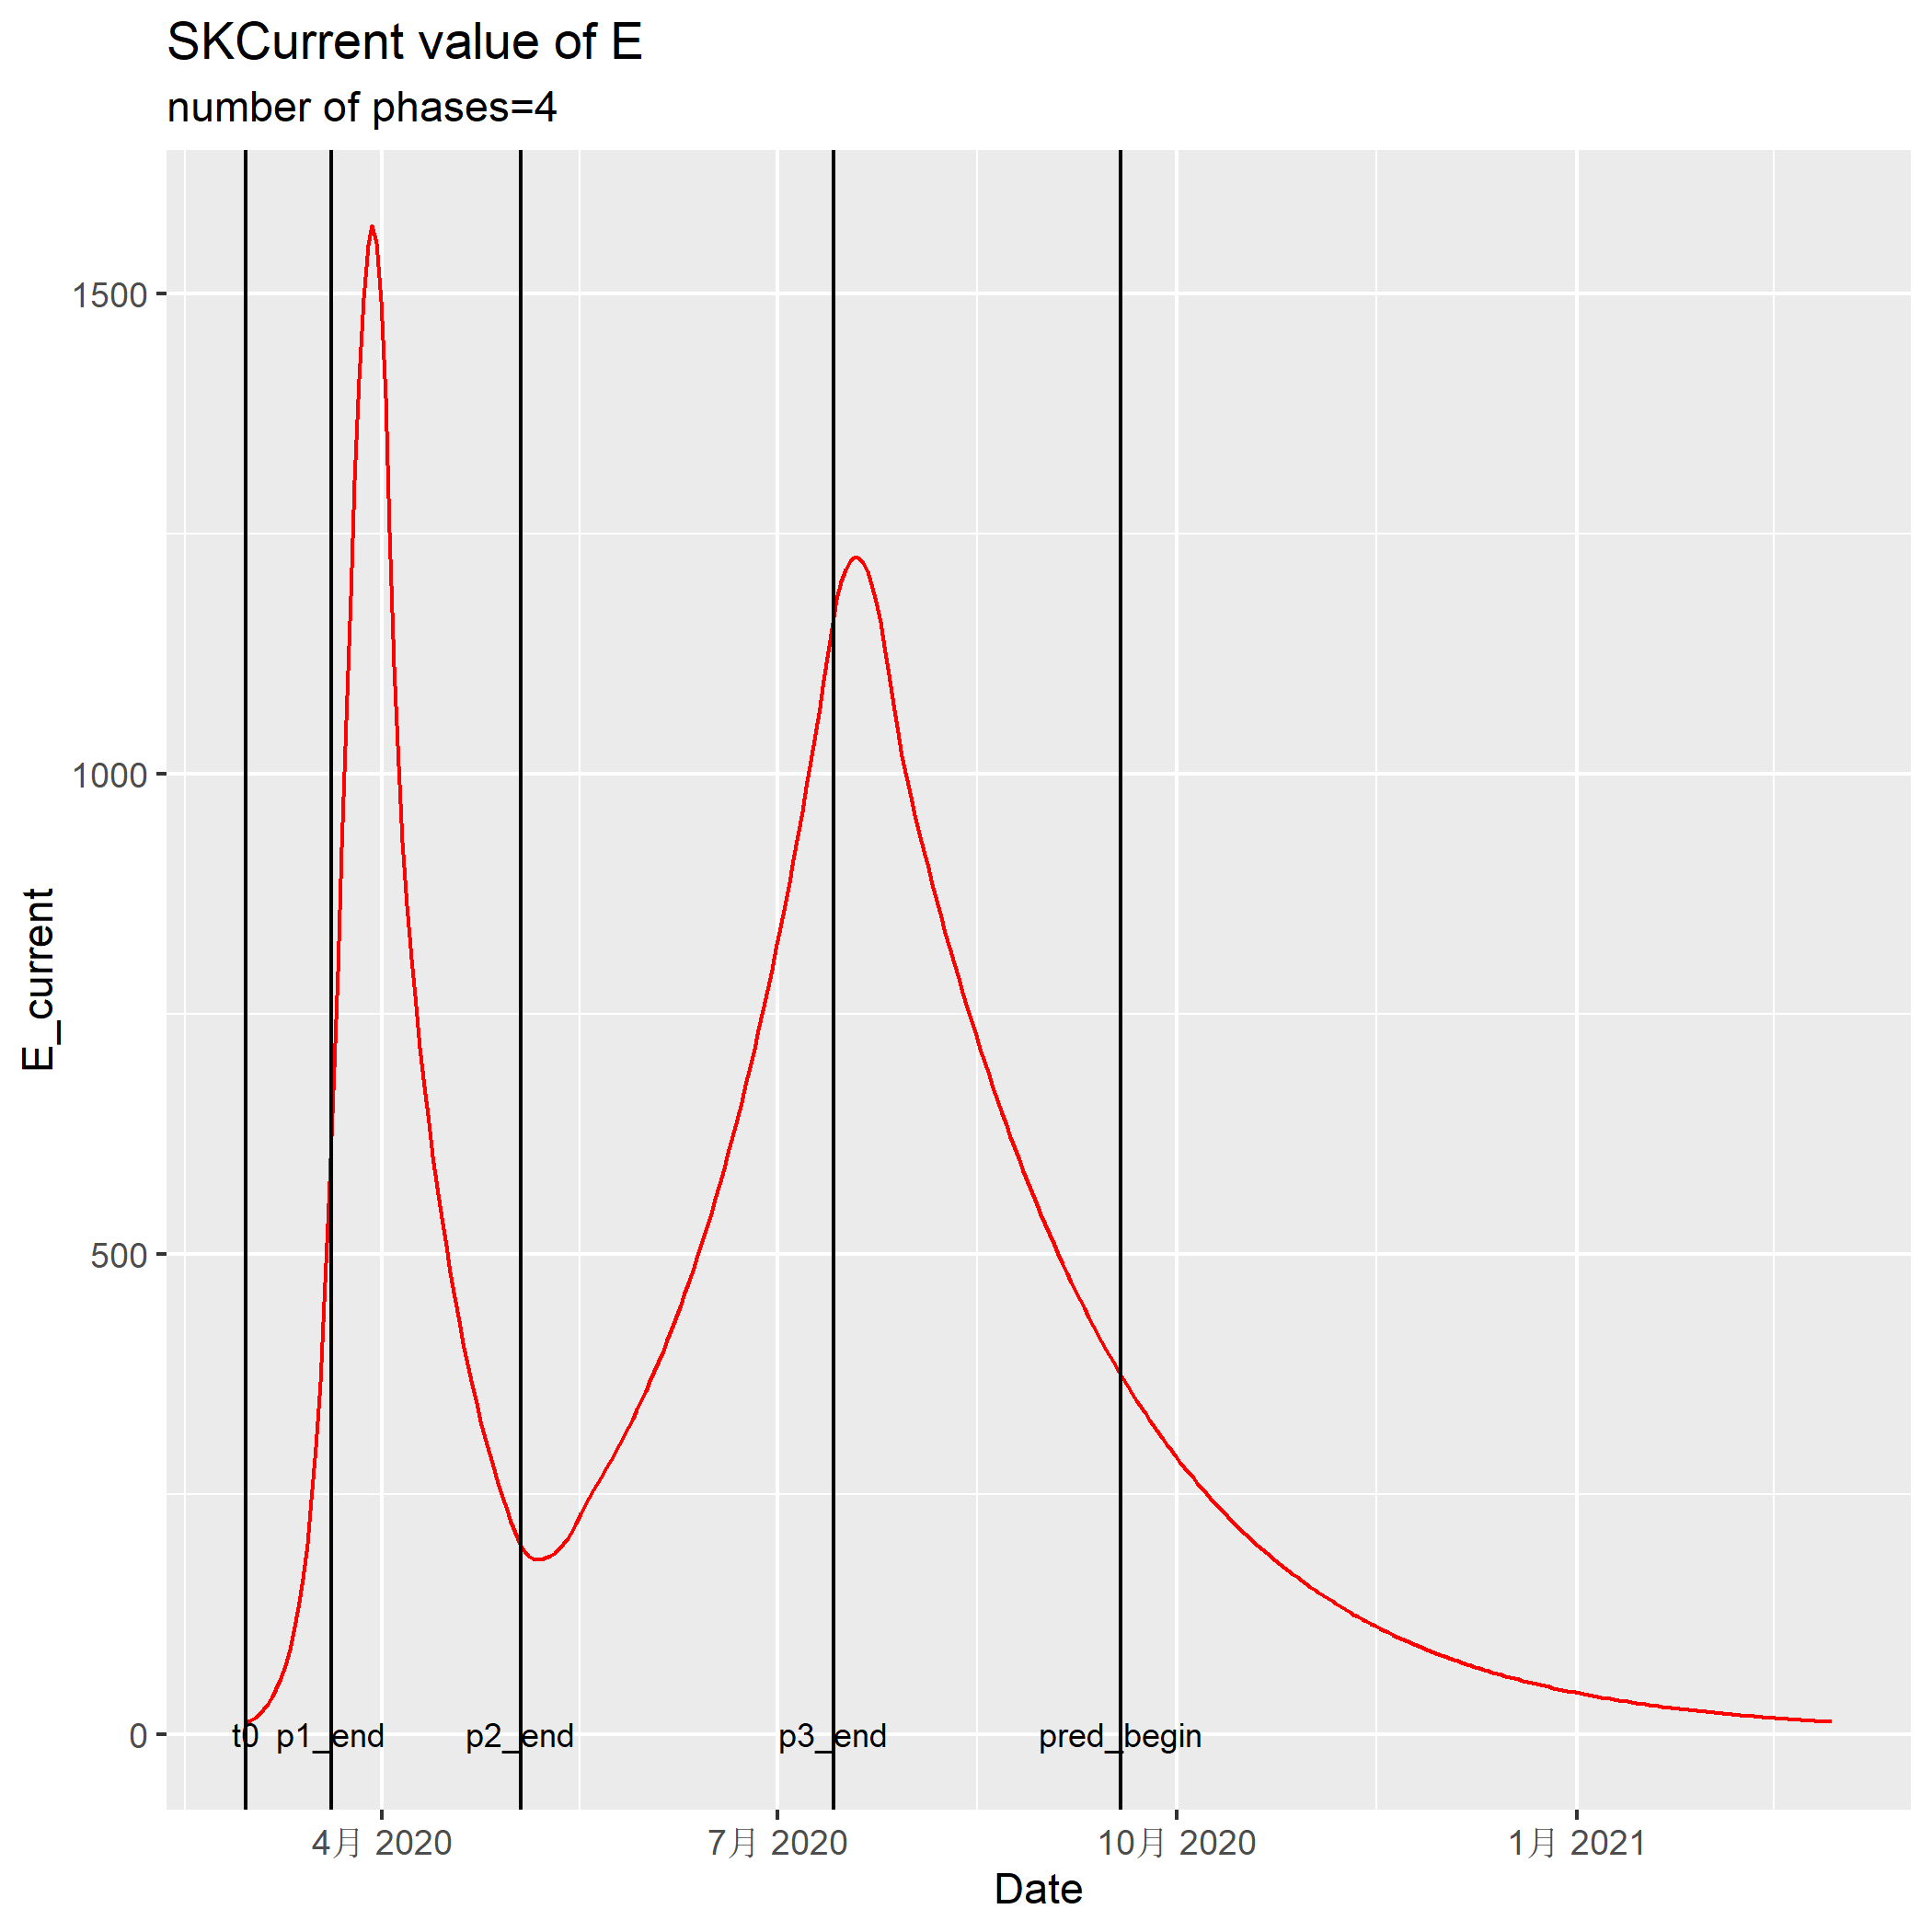 SKCurrent value of E
number of phases=4
1500
1000
500
0
E_current
t0 p1_end p2_end p3_end pred_begin
4月 2020 7月 2020 10月 2020 1月 2021
Date